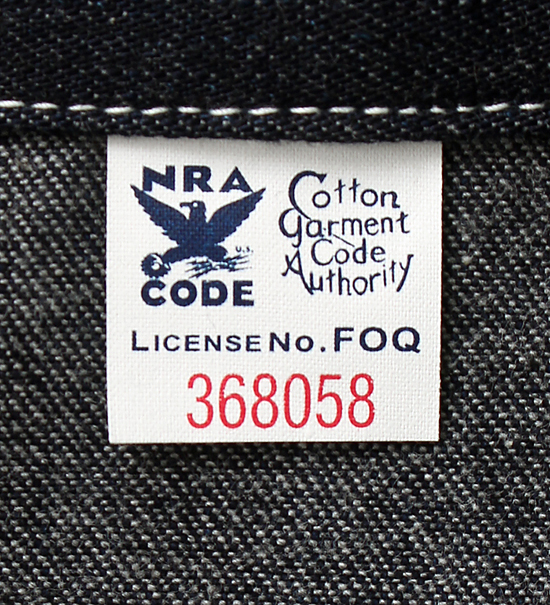 NRA
U.S.
CODE
Cotton
Garment
Code
Authority
LICENSE No. FOQ
368058